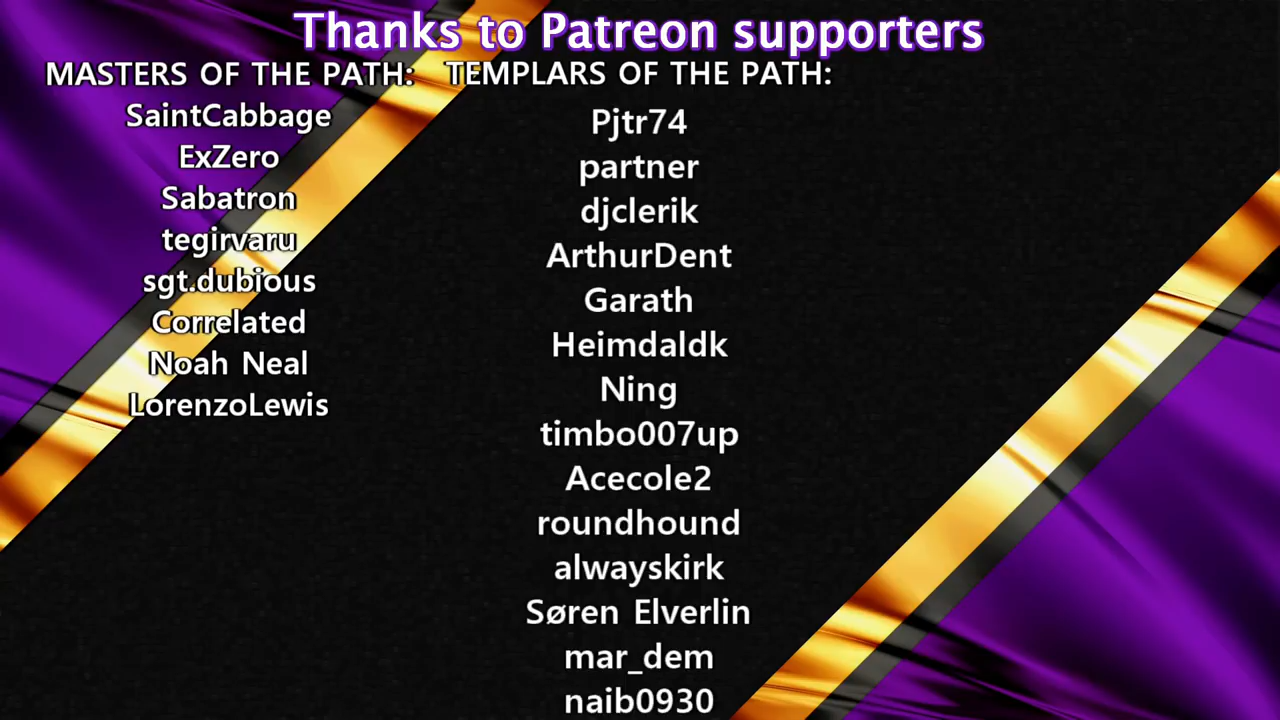 Thanks to Patreon supporters
MASTERS OF THE PATH:
SaintCabbage
ExZero
Sabatron
tegirvaru
sgt.dubious
Correlated
Noah Neal
LorenzoLewis
TEMPLARS OF THE PATH:
Pjtr74
partner
djclerik
ArthurDent
Garath
Heimdaldk
Ning
timbo007up
Acecole2
roundhound
alwayskirk
Søren Elverlin
mar_dem
naib0930